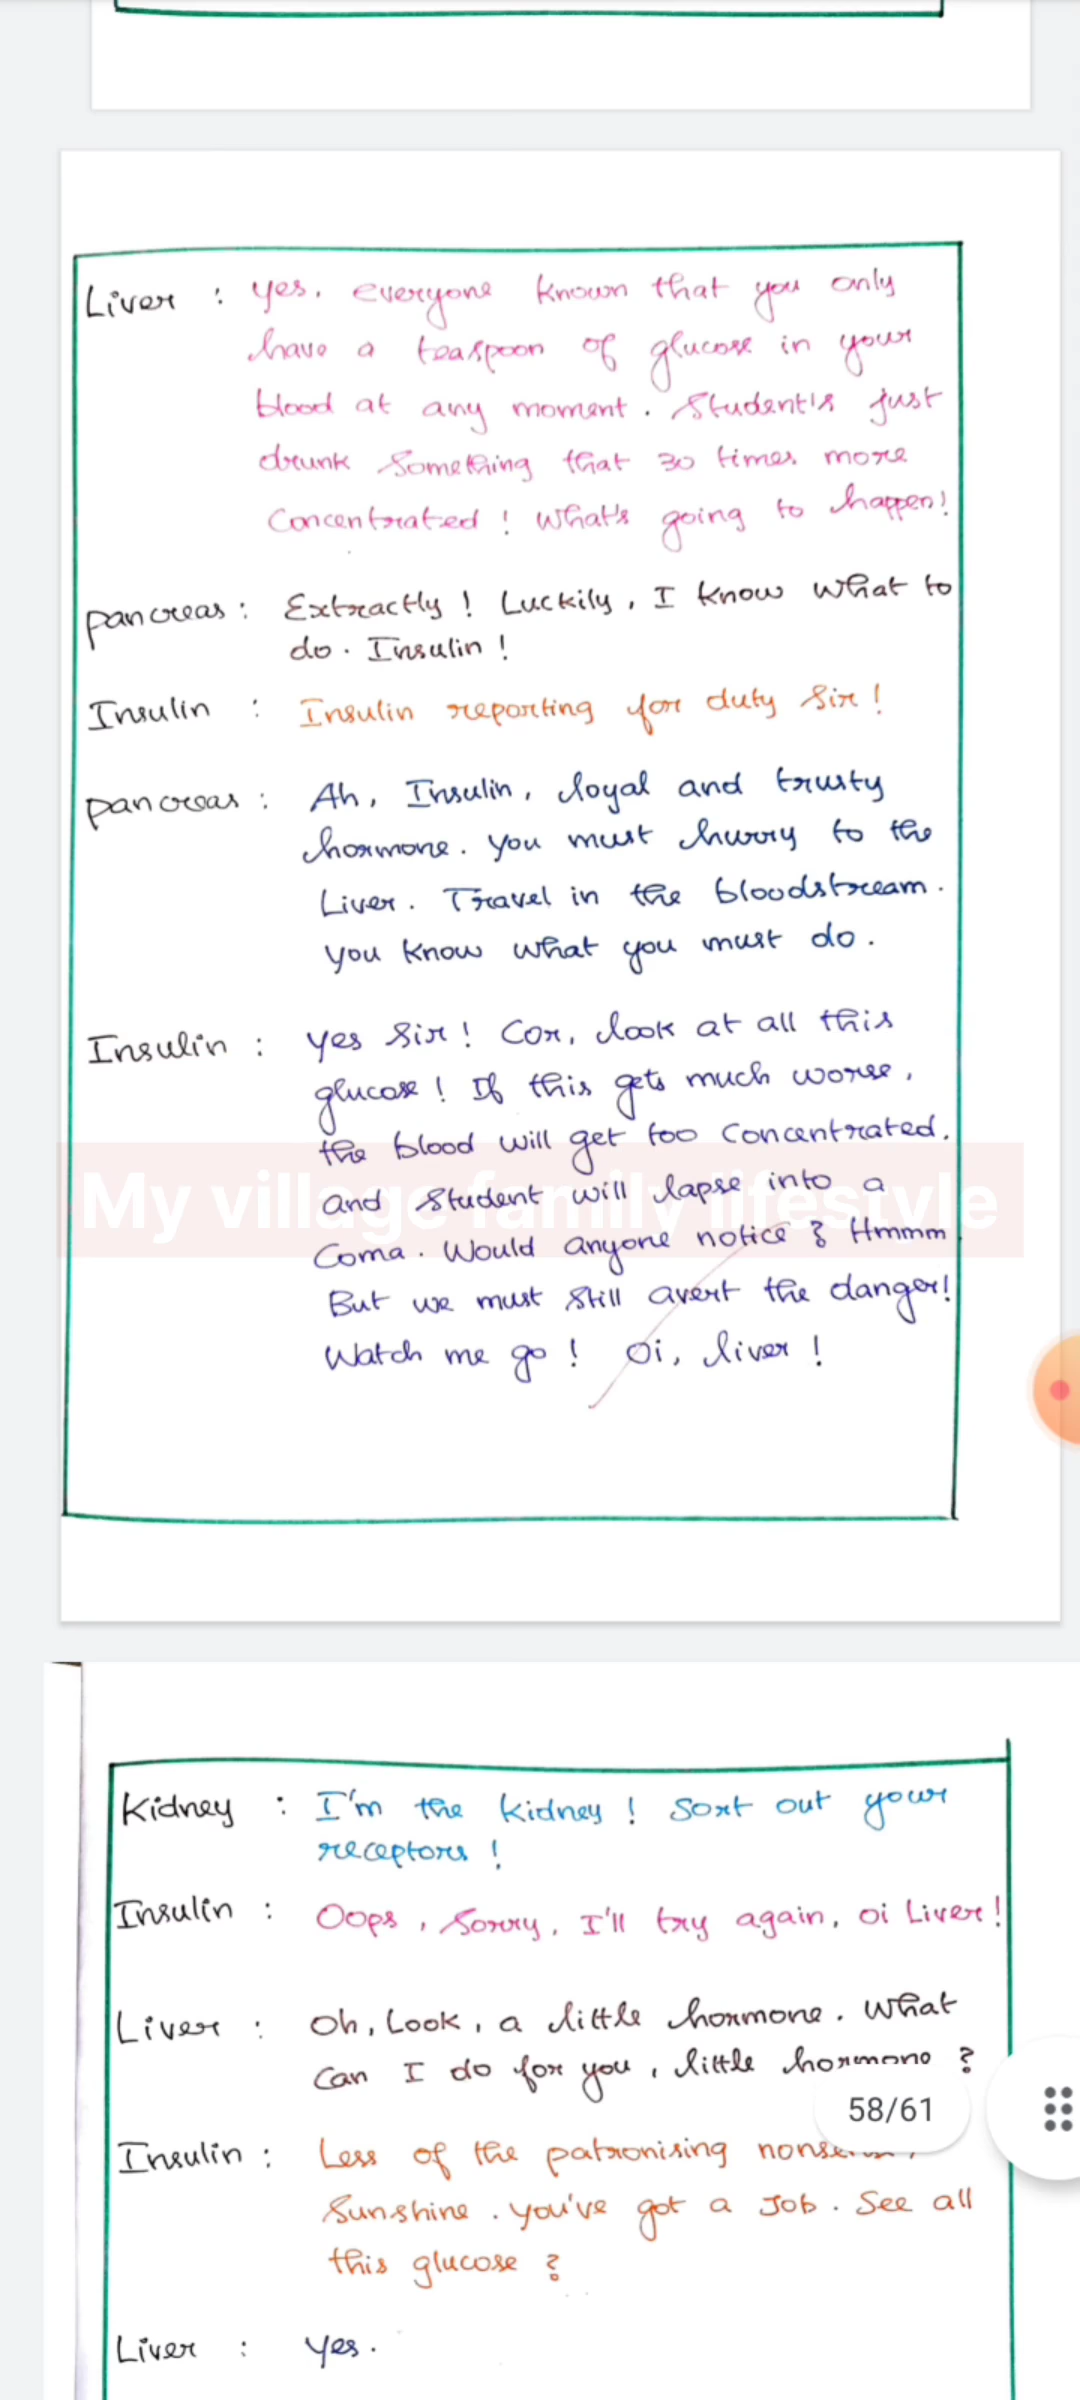 Liver : yes, everyone known that you only
have a teaspoon of glucose in your
blood at any moment. Student's just
drunk something that 30 times more
Concentrated ! What's going to happen!
pancreas : Extractly ! Luckily, I know what to
do. Insulin !
Insulin : Insulin reporting for duty Sir !
pancreas : Ah, Insulin, loyal and trusty
hormone. you must hurry to the
Liver. Travel in the bloodstream.
you know what you must do.
Insulin : yes Sir ! Cor, look at all this
glucose ! If this gets much worse,
the blood will get too concentrated,
My village family lifestyle
and Student will lapse into a
Coma. Would anyone notice ? Hmmm
But we must still avert the danger!
Watch me go ! Oi, liver !
Kidney : I'm the kidney ! Sort out your
receptors !
Insulin : Oops, Sorry, I'll try again, oi Liver !
Liver : Oh, Look, a little hormone. What
Can I do for you, little hormone ?
58/61
Insulin : Less of the patronising
Sunshine. you've got a Job. See all
this glucose ?
Liver : yes.